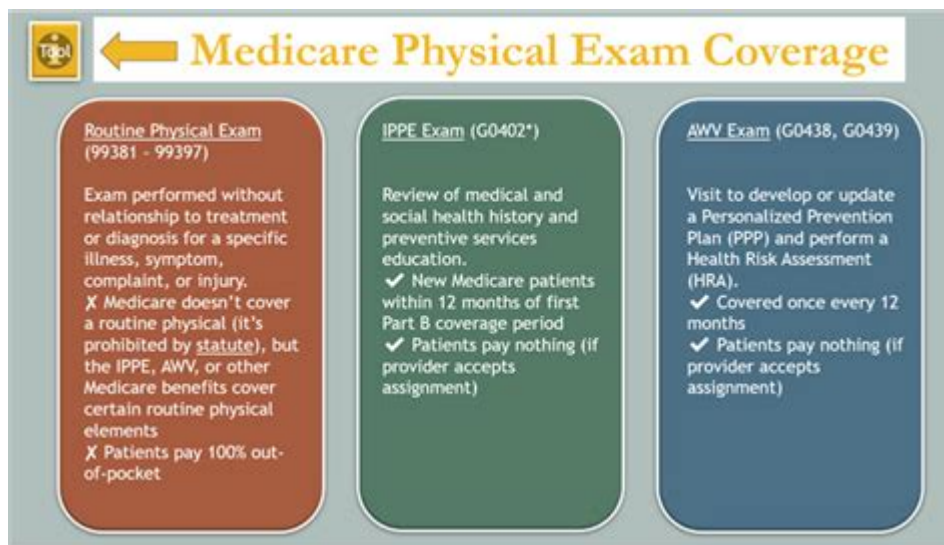 Tool
Medicare Physical Exam Coverage
Routine Physical Exam
(99381 - 99397)
Exam performed without
relationship to treatment
or diagnosis for a specific
illness, symptom,
complaint, or injury.
✗ Medicare doesn't cover
a routine physical (it's
prohibited by statute), but
the IPPE, AWV, or other
Medicare benefits cover
certain routine physical
elements
✗ Patients pay 100% out-
of-pocket
IPPE Exam (G0402*)
Review of medical and
social health history and
preventive services
education.
✔ New Medicare patients
within 12 months of first
Part B coverage period
✔ Patients pay nothing (if
provider accepts
assignment)
AWV Exam (G0438, G0439)
Visit to develop or update
a Personalized Prevention
Plan (PPP) and perform a
Health Risk Assessment
(HRA).
✔ Covered once every 12
months
✔ Patients pay nothing (if
provider accepts
assignment)